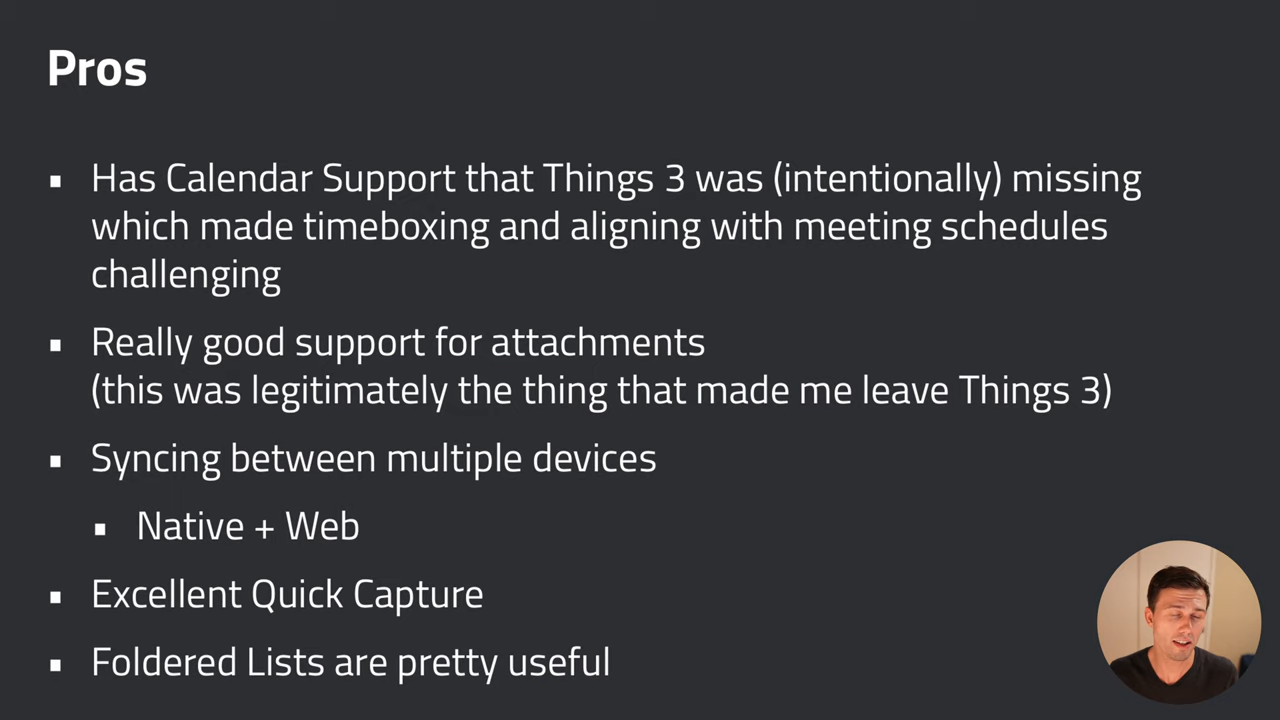 Pros
▪ Has Calendar Support that Things 3 was (intentionally) missing
which made timeboxing and aligning with meeting schedules
challenging
▪ Really good support for attachments
(this was legitimately the thing that made me leave Things 3)
▪ Syncing between multiple devices
▪ Native + Web
▪ Excellent Quick Capture
▪ Foldered Lists are pretty useful